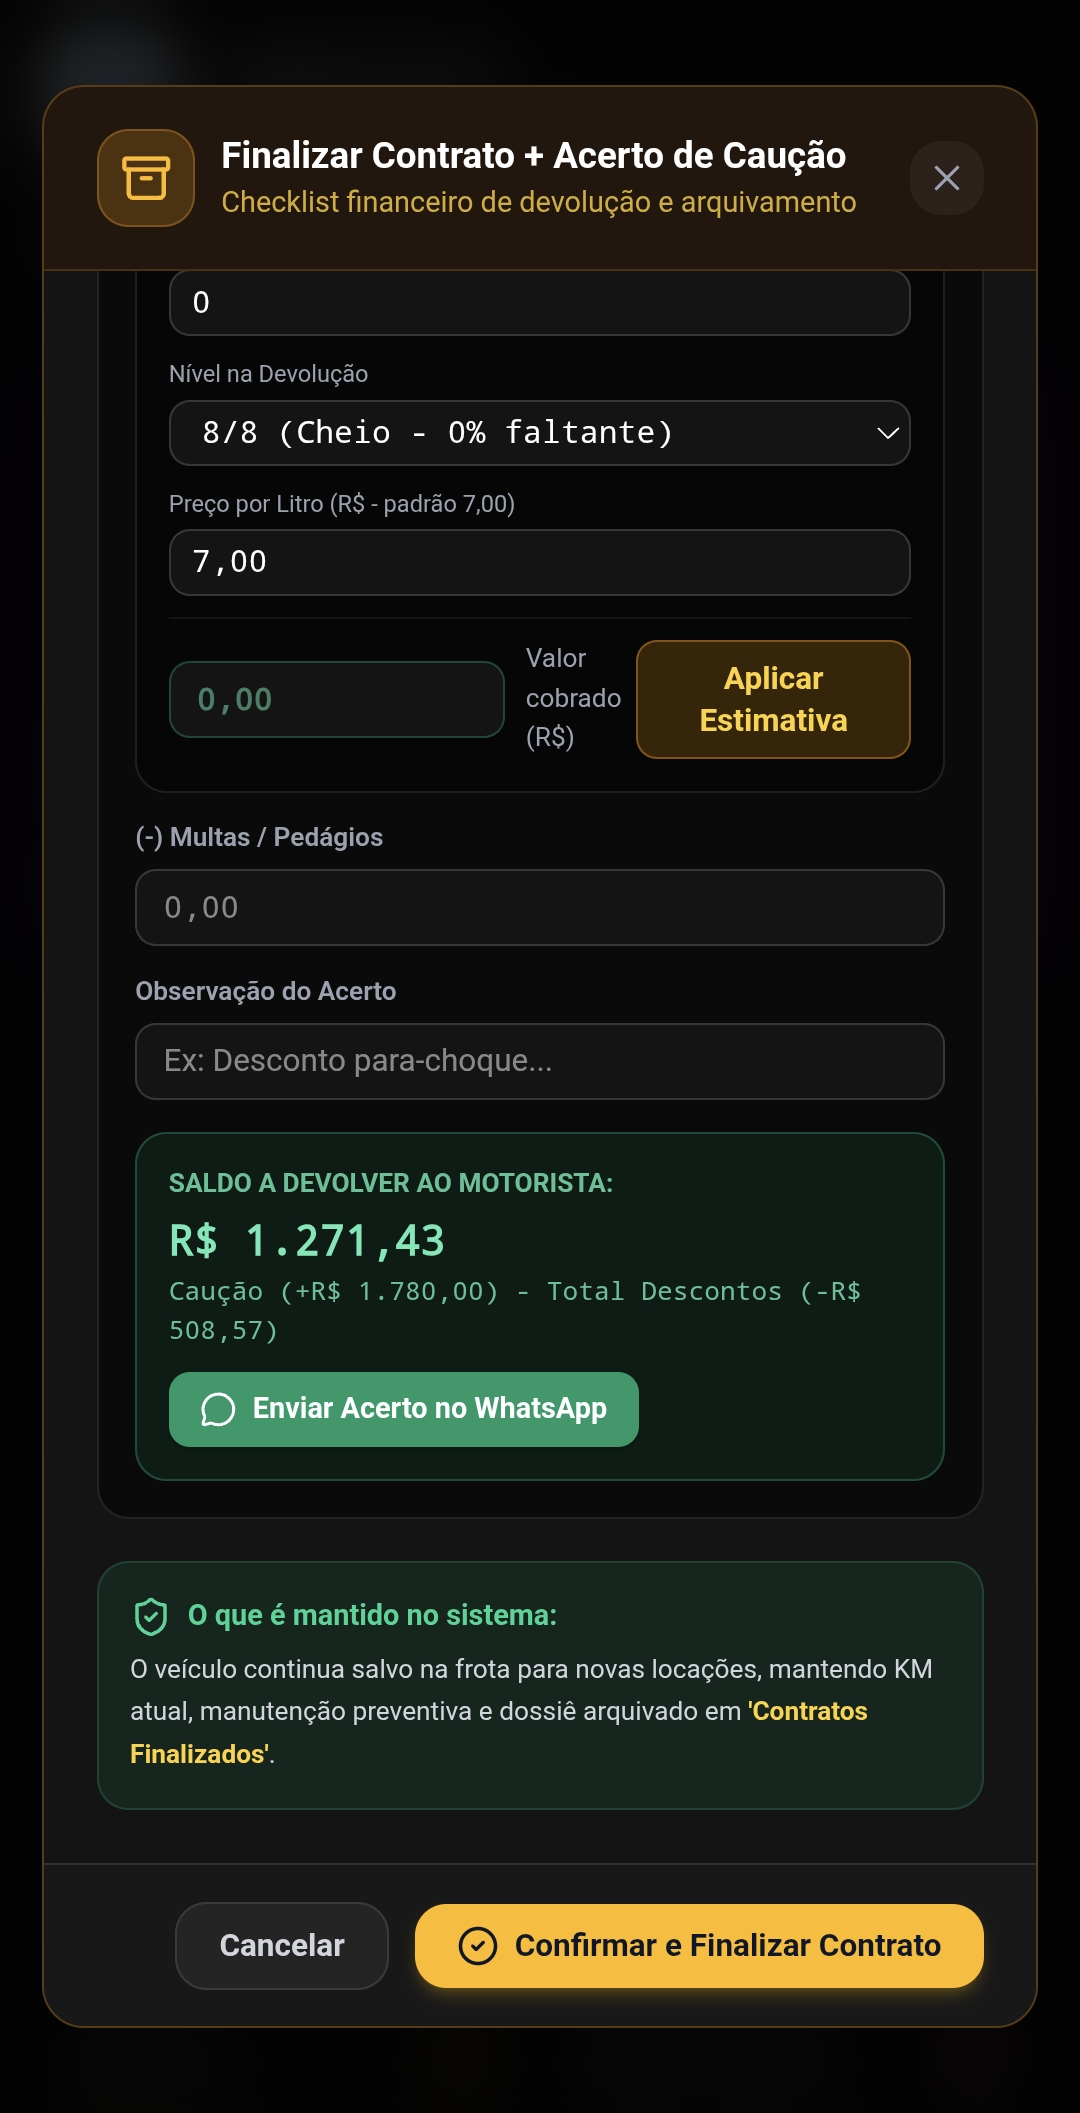 Finalizar Contrato + Acerto de Caução
Checklist financeiro de devolução e arquivamento
0
Nível na Devolução
8/8 (Cheio - 0% faltante)
Preço por Litro (R$ - padrão 7,00)
7,00
0,00
Valor
cobrado
(R$)
Aplicar
Estimativa
(-) Multas / Pedágios
0,00
Observação do Acerto
Ex: Desconto para-choque...
SALDO A DEVOLVER AO MOTORISTA:
R$ 1.271,43
Caução (+R$ 1.780,00) - Total Descontos (-R$
508,57)
Enviar Acerto no WhatsApp
O que é mantido no sistema:
O veículo continua salvo na frota para novas locações, mantendo KM
atual, manutenção preventiva e dossiê arquivado em 'Contratos
Finalizados'.
Cancelar
Confirmar e Finalizar Contrato